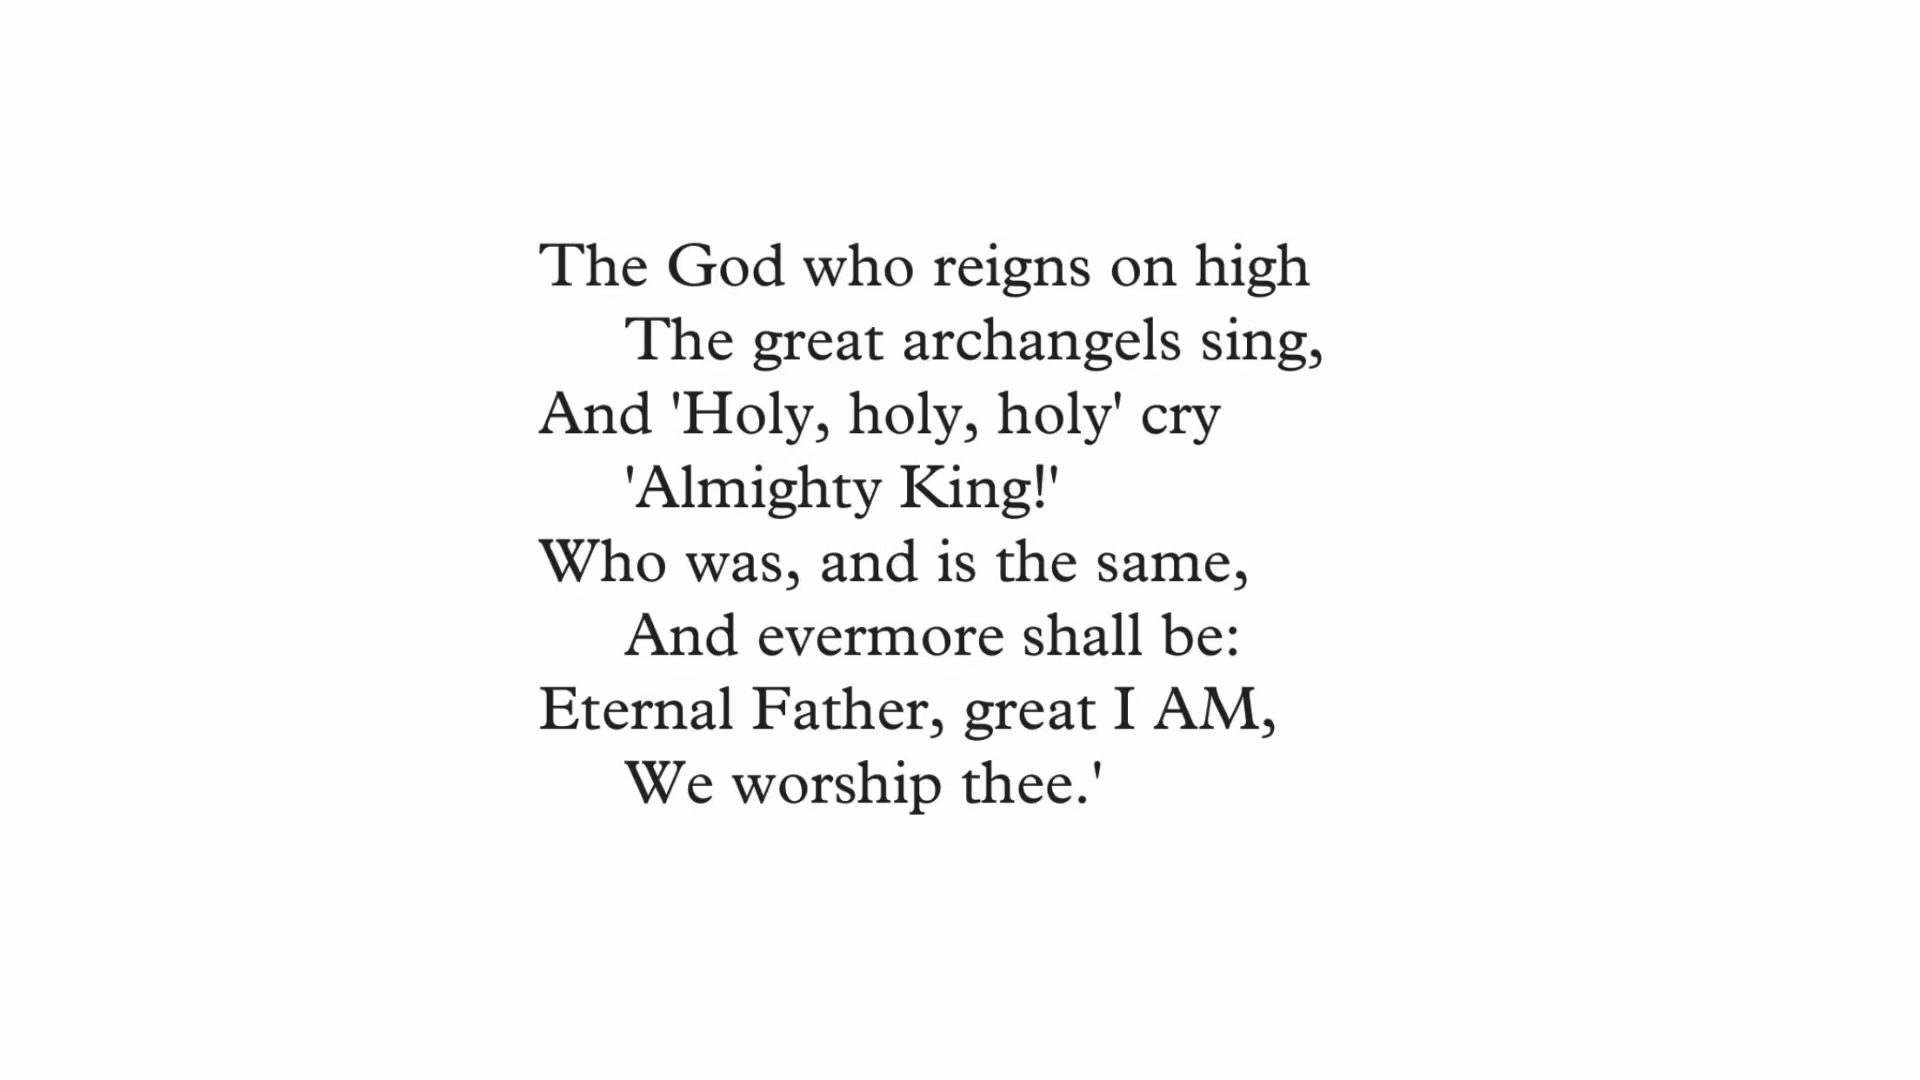 The God who reigns on high
The great archangels sing,
And 'Holy, holy, holy' cry
'Almighty King!'
Who was, and is the same,
And evermore shall be:
Eternal Father, great I AM,
We worship thee.'